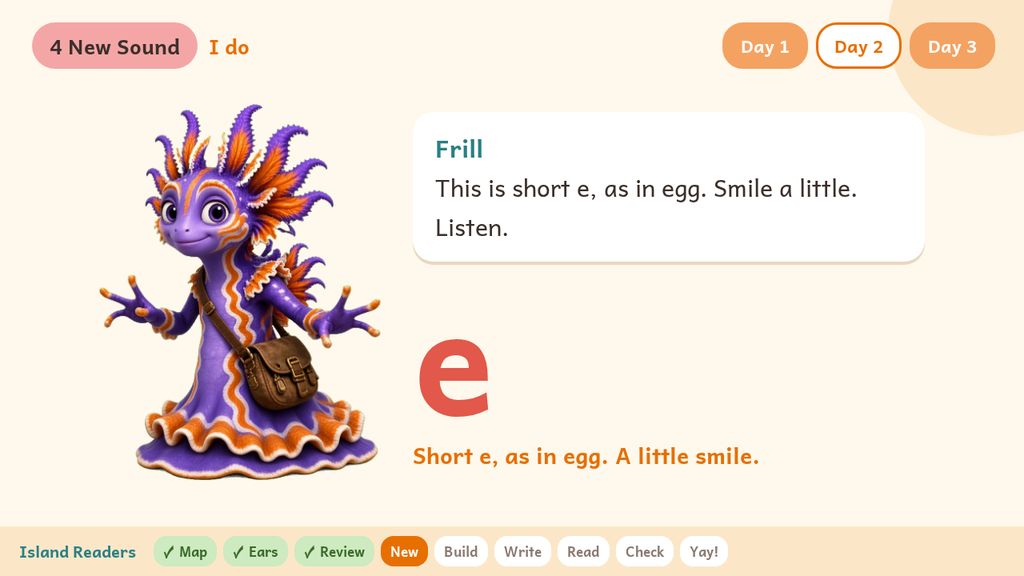 4 New Sound I do Day 1 Day 2 Day 3
Frill
This is short e, as in egg. Smile a little.
Listen.
e
Short e, as in egg. A little smile.
Island Readers ✓ Map ✓ Ears ✓ Review New Build Write Read Check Yay!